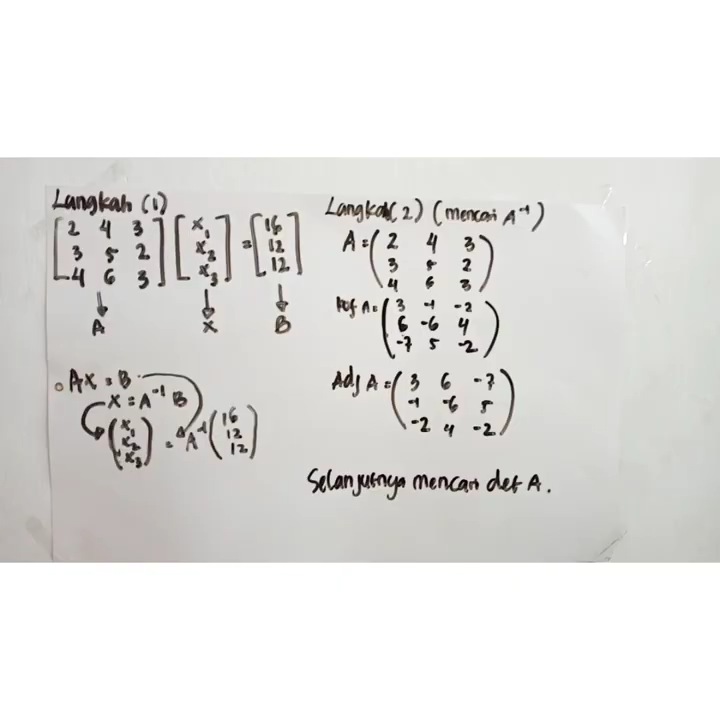 Langkah (1)
[2 4 3] [x₁] = [16]
[3 5 2] [x₂] = [12]
[4 6 3] [x₃] = [12]
↓ ↓ ↓
A X B
A X = B
X = A⁻¹ B
(x₁) = A⁻¹ (16)
(x₂) (12)
(x₃) (12)
Langkah (2) (mencari A⁻¹)
A = (2 4 3)
3 5 2
4 6 3
Kof A = (3 -1 -2)
6 -6 4
-7 5 -2
Adj A = (3 6 -7)
-1 -6 5
-2 4 -2
Selanjutnya mencari det A.